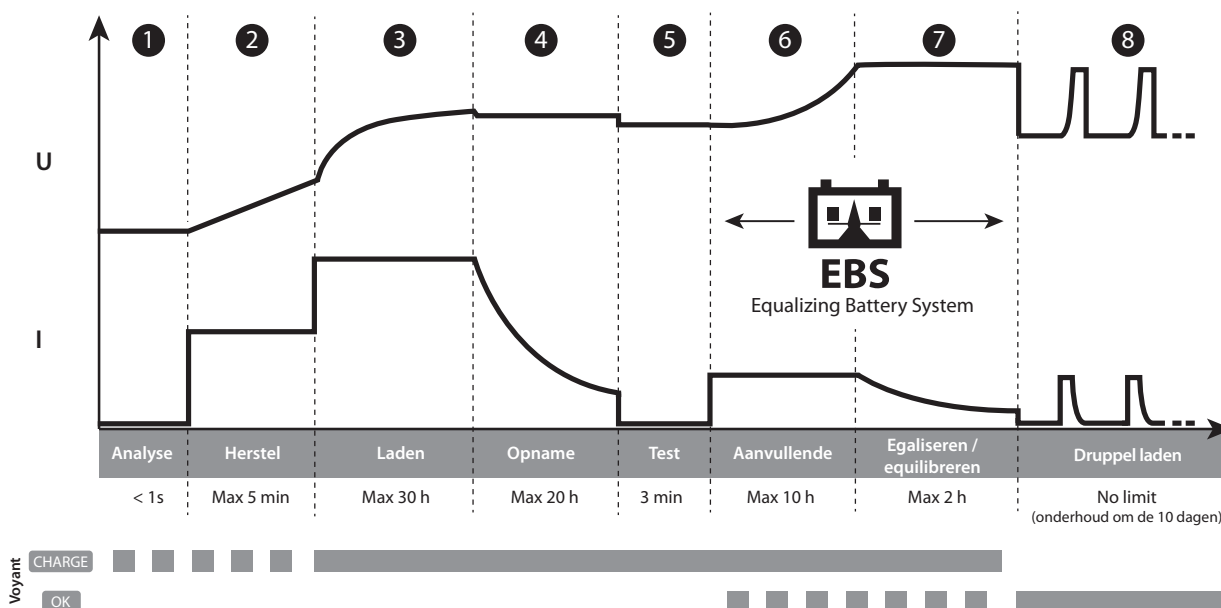 1 2 3 4 5 6 7 8
U
EBS
Equalizing Battery System
I
Analyse Herstel Laden Opname Test Aanvullende Egaliseren / equilibreren Druppel laden
< 1s Max 5 min Max 30 h Max 20 h 3 min Max 10 h Max 2 h No limit
(onderhoud om de 10 dagen)
Voyant
CHARGE
OK